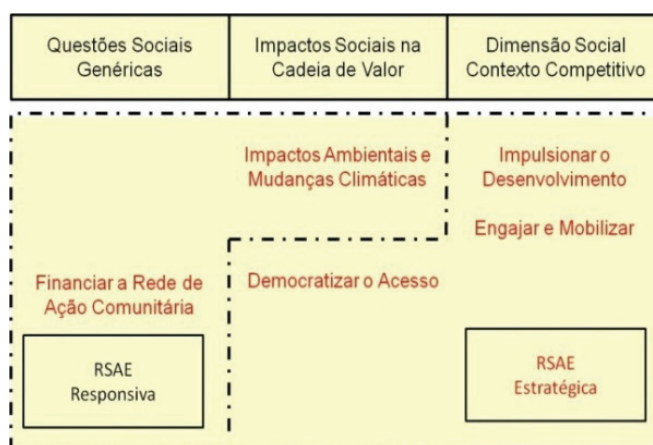 Questões Sociais
Genéricas
Impactos Sociais na
Cadeia de Valor
Dimensão Social
Contexto Competitivo
Impactos Ambientais e
Mudanças Climáticas
Impulsionar o
Desenvolvimento
Engajar e Mobilizar
Financiar a Rede de
Ação Comunitária
Democratizar o Acesso
RSAE
Responsiva
RSAE
Estratégica